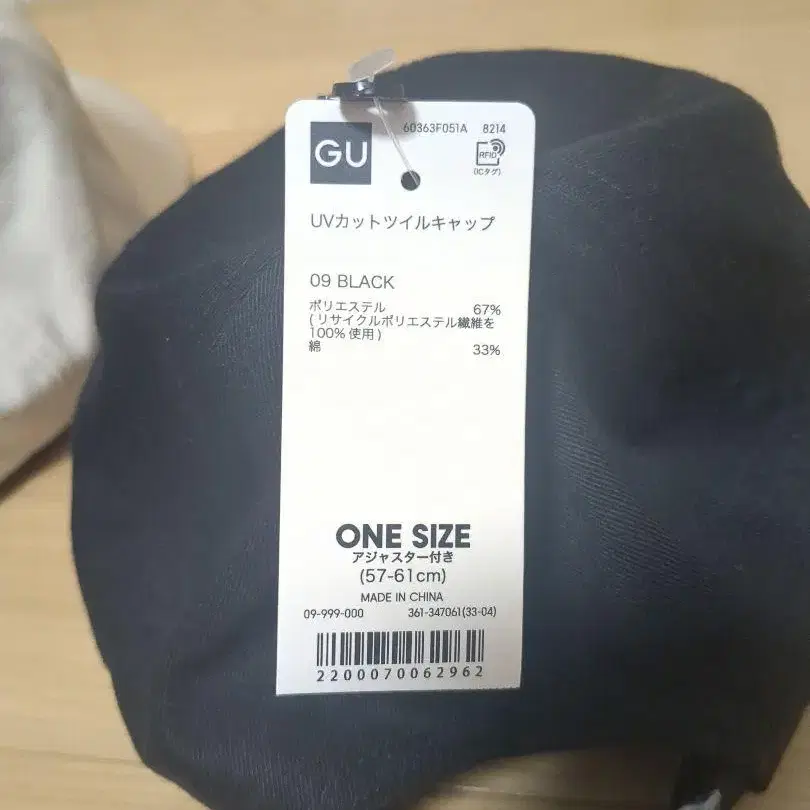 GU
60363F051A 8214
RFID
(ICタグ)
UVカットツイルキャップ
09 BLACK
ポリエステル 67%
(リサイクルポリエステル繊維を
100%使用)
綿 33%
ONE SIZE
アジャスター付き
(57-61cm)
MADE IN CHINA
09-999-000 361-347061(33-04)
2200070062962